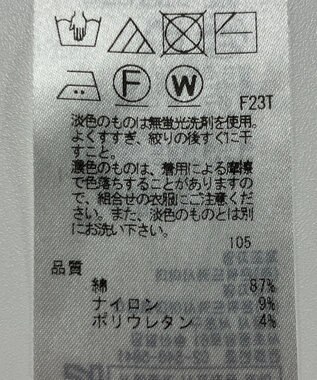 F W
F23T
淡色のものは無蛍光洗剤を使用。
よくすすぎ、絞りの後すぐに干
すこと。
濃色のものは、着用による摩擦
で色落ちすることがありますの
で、組合せの衣服にご注意くだ
さい。また、淡色のものとは別
にお洗い下さい。
105
品質
綿 87%
ナイロン 9%
ポリウレタン 4%